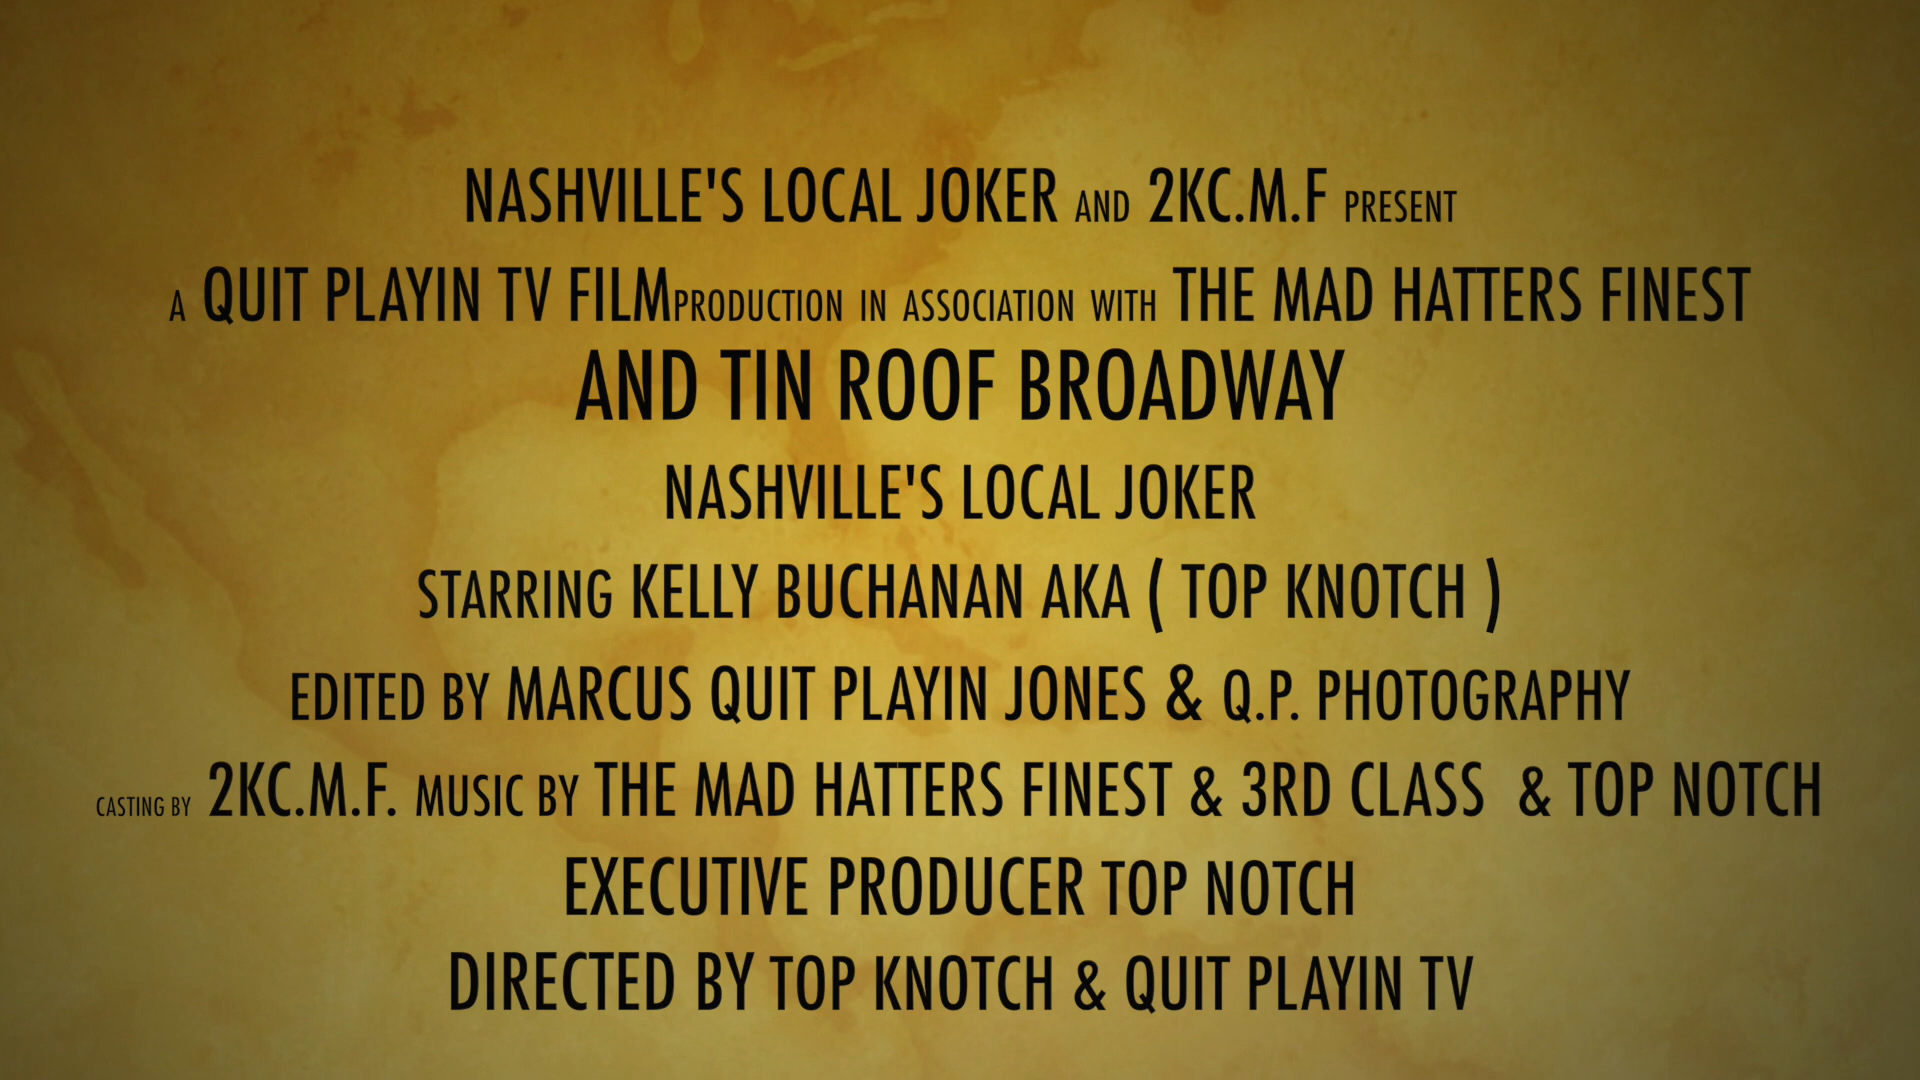 NASHVILLE'S LOCAL JOKER AND 2KC.M.F PRESENT
A QUIT PLAYIN TV FILMPRODUCTION IN ASSOCIATION WITH THE MAD HATTERS FINEST
AND TIN ROOF BROADWAY
NASHVILLE'S LOCAL JOKER
STARRING KELLY BUCHANAN AKA ( TOP KNOTCH )
EDITED BY MARCUS QUIT PLAYIN JONES & Q.P. PHOTOGRAPHY
CASTING BY 2KC.M.F. MUSIC BY THE MAD HATTERS FINEST & 3RD CLASS & TOP NOTCH
EXECUTIVE PRODUCER TOP NOTCH
DIRECTED BY TOP KNOTCH & QUIT PLAYIN TV